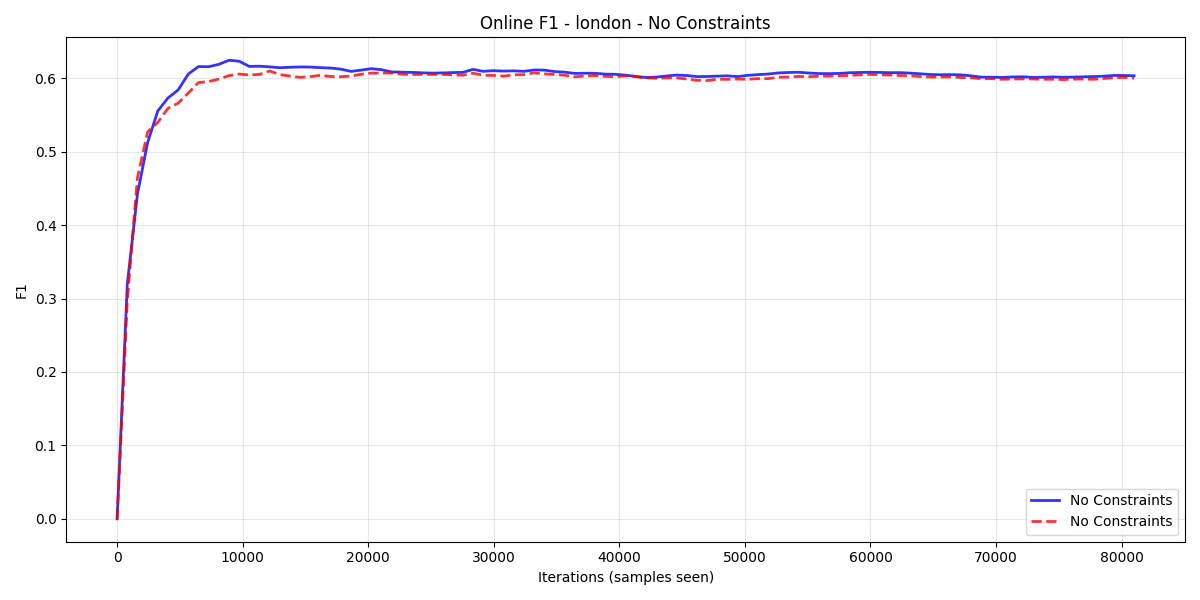 Online F1 - london - No Constraints
F1
0.6
0.5
0.4
0.3
0.2
0.1
0.0
0 10000 20000 30000 40000 50000 60000 70000 80000
Iterations (samples seen)
No Constraints
No Constraints